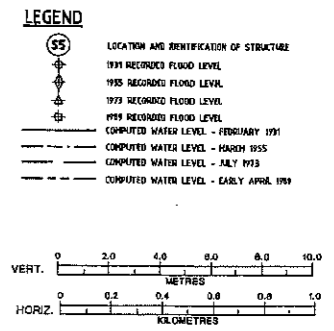 LEGEND
SS LOCATION AND IDENTIFICATION OF STRUCTURE
1931 RECORDED FLOOD LEVEL
1955 RECORDED FLOOD LEVEL
1973 RECORDED FLOOD LEVEL
1989 RECORDED FLOOD LEVEL
COMPUTED WATER LEVEL - FEBRUARY 1931
COMPUTED WATER LEVEL - MARCH 1955
COMPUTED WATER LEVEL - JULY 1973
COMPUTED WATER LEVEL - EARLY APRIL 1989
0 2.0 4.0 6.0 8.0 10.0
VERT.
METRES
0 0.2 0.4 0.6 0.8 1.0
HORIZ.
KILOMETRES